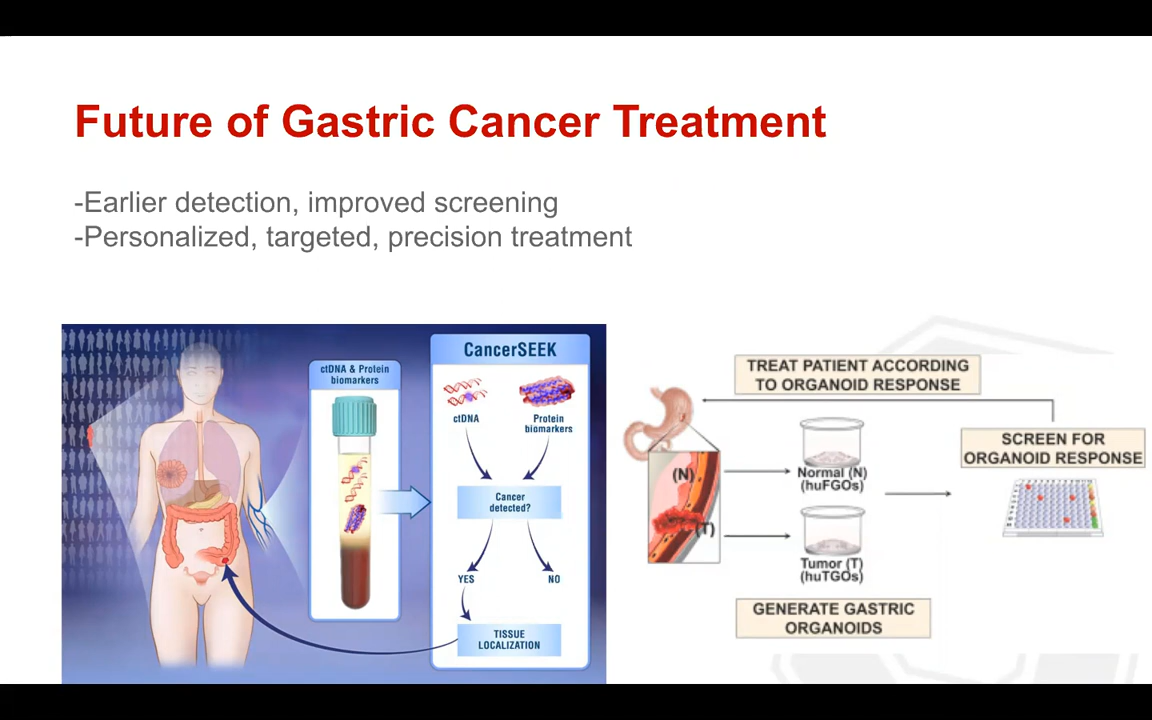 Future of Gastric Cancer Treatment
-Earlier detection, improved screening
-Personalized, targeted, precision treatment
ctDNA & Protein
biomarkers
CancerSEEK
ctDNA
Protein
biomarkers
Cancer
detected?
YES
NO
TISSUE
LOCALIZATION
TREAT PATIENT ACCORDING
TO ORGANOID RESPONSE
SCREEN FOR
ORGANOID RESPONSE
(N)
(T)
Normal (N)
(huFGOs)
Tumor (T)
(huTGOs)
GENERATE GASTRIC
ORGANOIDS